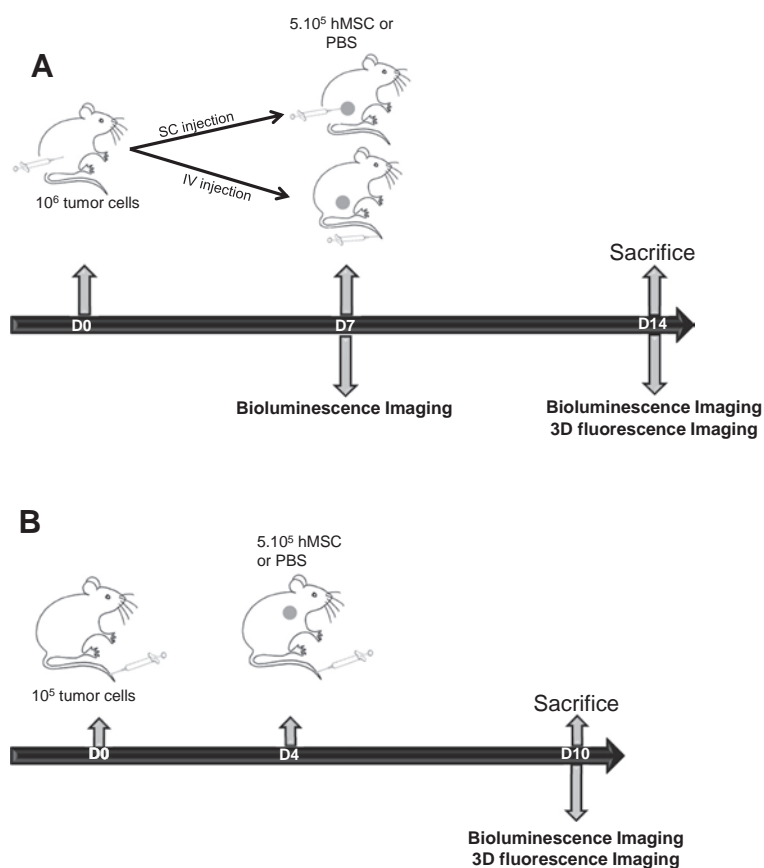 A
5.10⁵ hMSC or
PBS
SC injection
IV injection
10⁶ tumor cells
Sacrifice
D0
D7
D14
Bioluminescence Imaging
Bioluminescence Imaging
3D fluorescence Imaging
B
5.10⁵ hMSC
or PBS
10⁵ tumor cells
Sacrifice
D0
D4
D10
Bioluminescence Imaging
3D fluorescence Imaging